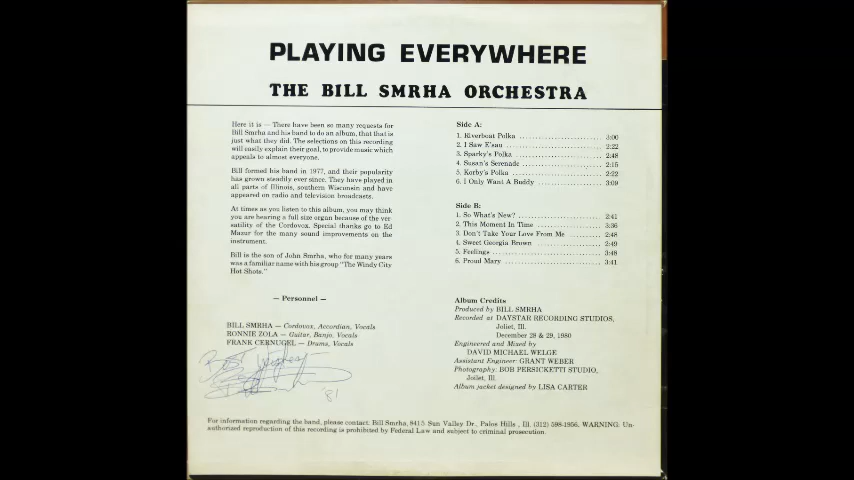 PLAYING EVERYWHERE
THE BILL SMRHA ORCHESTRA
Here it is — There have been so many requests for
Bill Smrha and his band to do an album, that that is
just what they did. The selections on this recording
will easily explain their goal, to provide music which
appeals to almost everyone.
Bill formed his band in 1977, and their popularity
has grown steadily ever since. They have played in
all parts of Illinois, southern Wisconsin and have
appeared on radio and television broadcasts.
At times as you listen to this album, you may think
you are hearing a full size organ because of the ver-
satility of the Cordovox. Special thanks go to Ed
Mazur for the many sound improvements on the
instrument.
Bill is the son of John Smrha, who for many years
was a familiar name with his group "The Windy City
Hot Shots."
— Personnel —
BILL SMRHA — Cordovox, Accordian, Vocals
RONNIE ZOLA — Guitar, Banjo, Vocals
FRANK CERNUGEL — Drums, Vocals
Best Wishes
'81
Side A:
1. Riverboat Polka 3:00
2. I Saw E'sau 2:22
3. Sparky's Polka 2:48
4. Susan's Serenade 2:15
5. Korby's Polka 2:22
6. I Only Want A Buddy 3:09
Side B:
1. So What's New? 2:41
2. This Moment In Time 3:36
3. Don't Take Your Love From Me 2:48
4. Sweet Georgia Brown 2:49
5. Feelings 3:48
6. Proud Mary 3:41
Album Credits
Produced by BILL SMRHA
Recorded at DAYSTAR RECORDING STUDIOS,
Joliet, Ill.
December 28 & 29, 1980
Engineered and Mixed by
DAVID MICHAEL WELGE
Assistant Engineer: GRANT WEBER
Photography: BOB PERSICKETTI STUDIO,
Joilet, Ill.
Album jacket designed by LISA CARTER
For information regarding the band, please contact: Bill Smrha, 8415 Sun Valley Dr., Palos Hills , Ill. (312) 598-1956. WARNING: Un-
authorized reproduction of this recording is prohibited by Federal Law and subject to criminal prosecution.